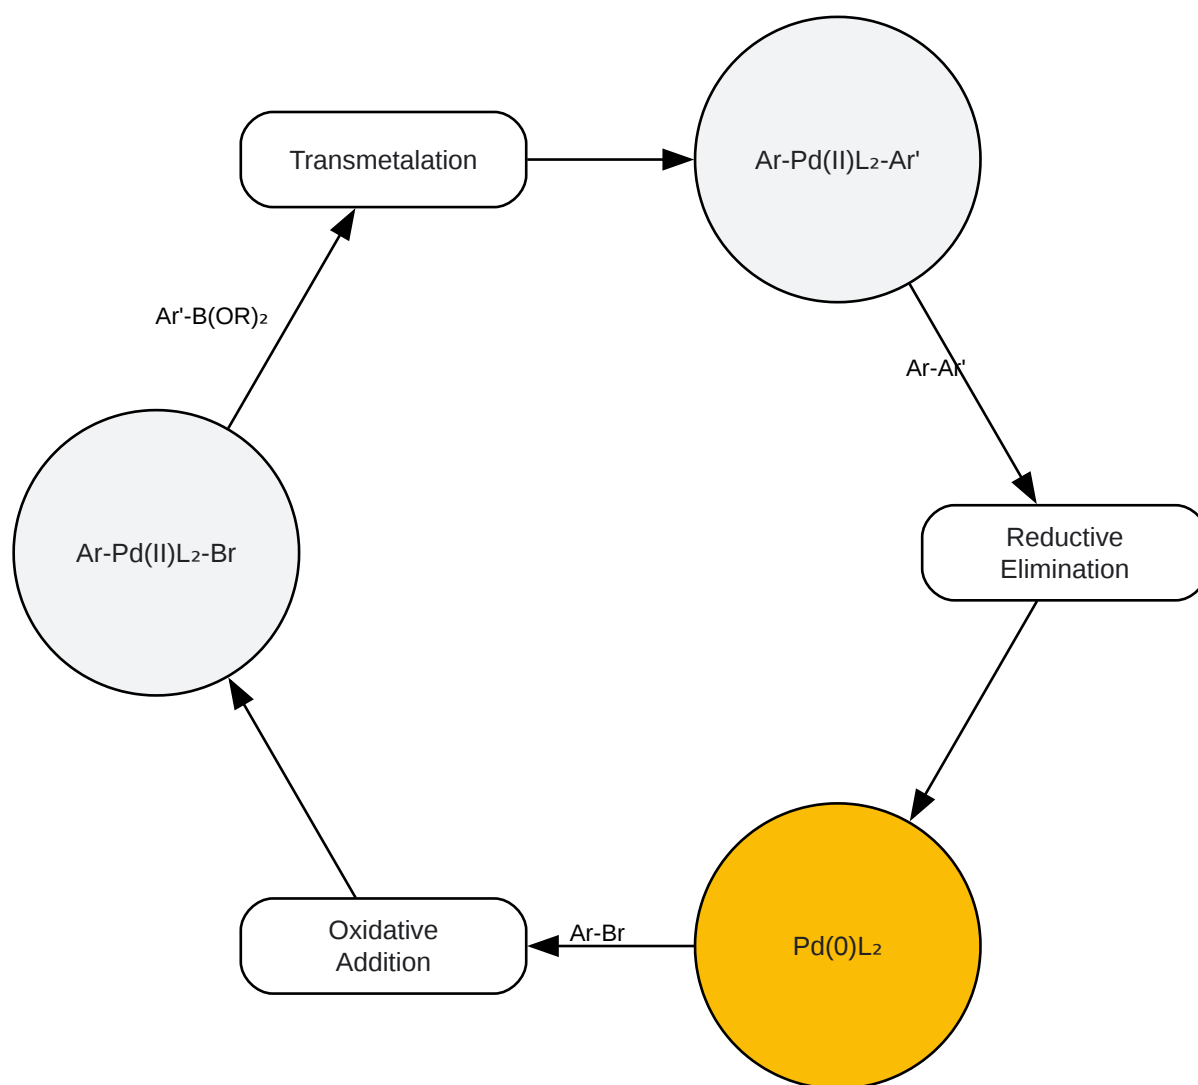 Transmetalation
Ar-Pd(II)L₂-Ar'
Ar'-B(OR)₂
Ar-Ar'
Ar-Pd(II)L₂-Br
Reductive
Elimination
Oxidative
Addition
Ar-Br
Pd(0)L₂